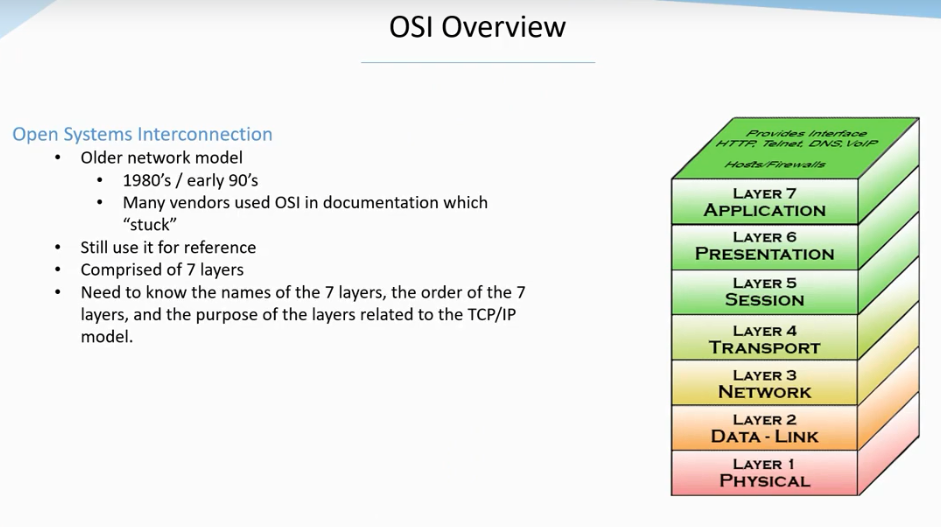 OSI Overview
Open Systems Interconnection
• Older network model
• 1980’s / early 90’s
• Many vendors used OSI in documentation which
“stuck”
• Still use it for reference
• Comprised of 7 layers
• Need to know the names of the 7 layers, the order of the 7
layers, and the purpose of the layers related to the TCP/IP
model.
Provides Interface
HTTP, Telnet, DNS, VoIP
Hosts/Firewalls
LAYER 7
APPLICATION
LAYER 6
PRESENTATION
LAYER 5
SESSION
LAYER 4
TRANSPORT
LAYER 3
NETWORK
LAYER 2
DATA - LINK
LAYER 1
PHYSICAL